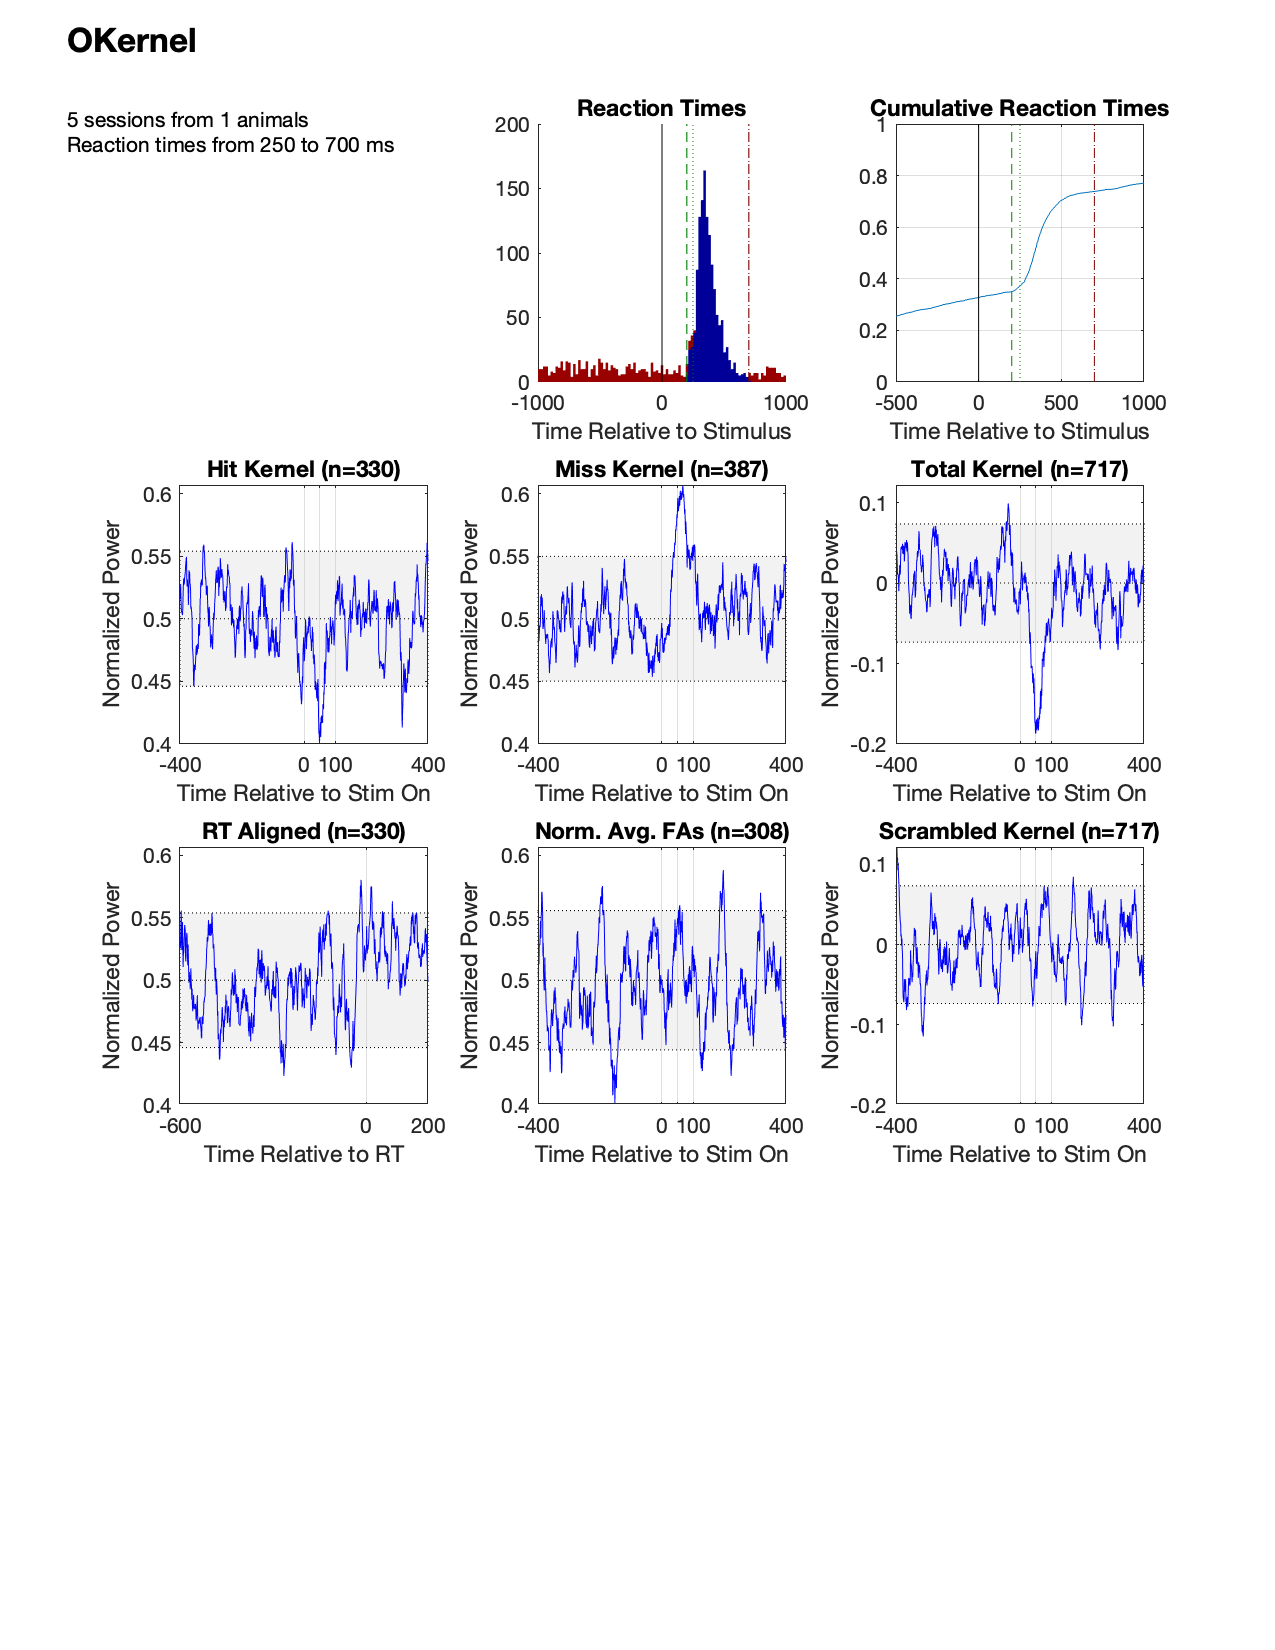 OKernel
5 sessions from 1 animals
Reaction times from 250 to 700 ms
Reaction Times
200
150
100
50
0
-1000
0
1000
Time Relative to Stimulus
Cumulative Reaction Times
1
0.8
0.6
0.4
0.2
0
-500
0
500
1000
Time Relative to Stimulus
Hit Kernel (n=330)
Normalized Power
0.6
0.55
0.5
0.45
0.4
-400
0
100
400
Time Relative to Stim On
Miss Kernel (n=387)
Normalized Power
0.6
0.55
0.5
0.45
0.4
-400
0
100
400
Time Relative to Stim On
Total Kernel (n=717)
Normalized Power
0.1
0
-0.1
-0.2
-400
0
100
400
Time Relative to Stim On
RT Aligned (n=330)
Normalized Power
0.6
0.55
0.5
0.45
0.4
-600
0
200
Time Relative to RT
Norm. Avg. FAs (n=308)
Normalized Power
0.6
0.55
0.5
0.45
0.4
-400
0
100
400
Time Relative to Stim On
Scrambled Kernel (n=717)
Normalized Power
0.1
0
-0.1
-0.2
-400
0
100
400
Time Relative to Stim On